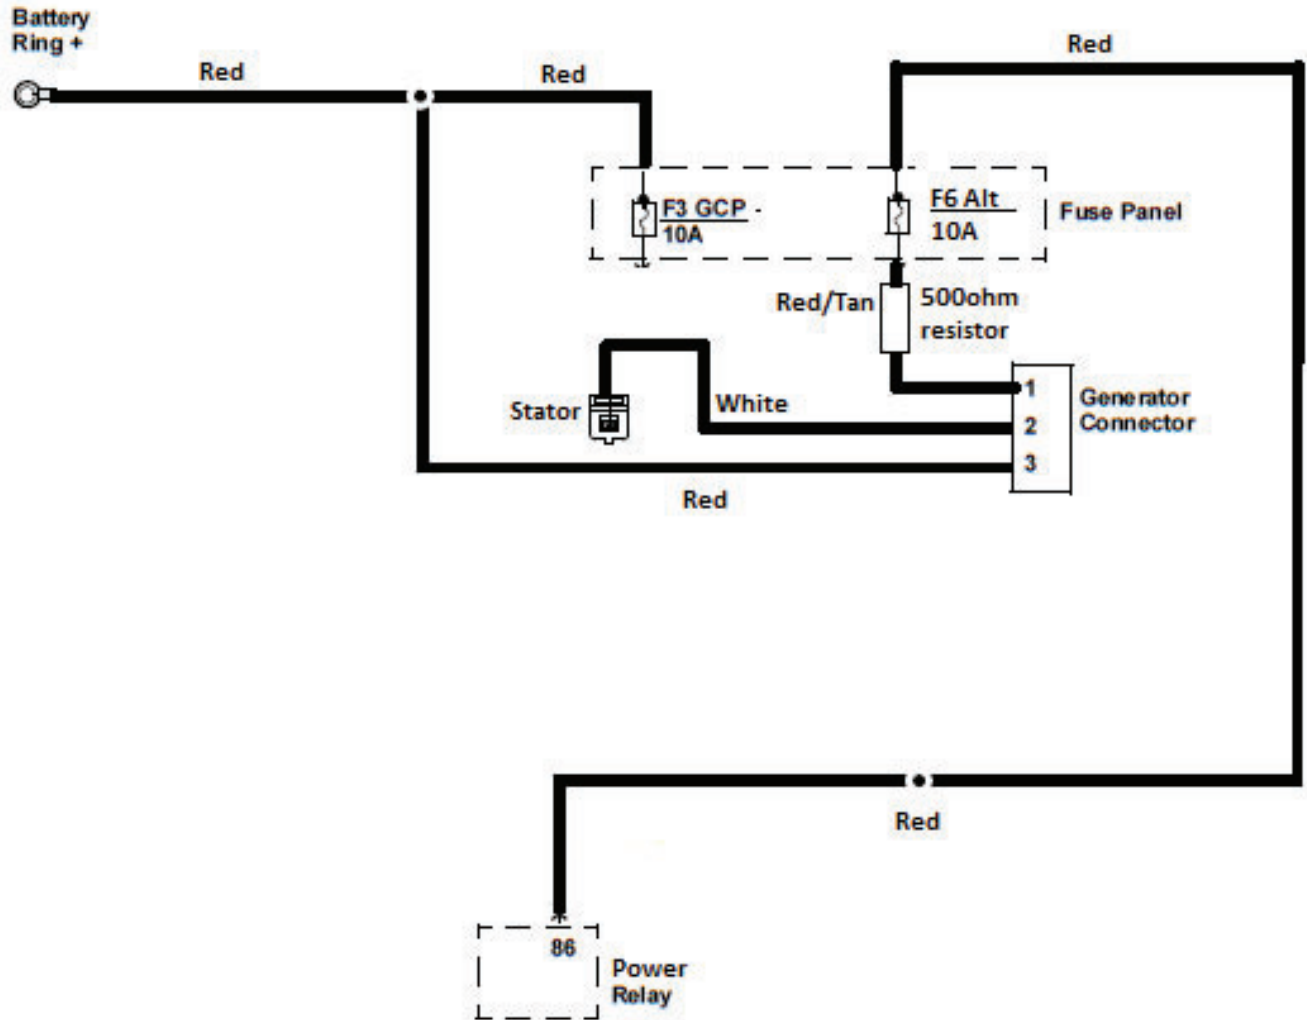 Battery
Ring +
Red
Red
Red
F3 GCP -
10A
F6 Alt
10A
Fuse Panel
Red/Tan
500ohm
resistor
Stator
White
1
2
3
Generator
Connector
Red
Red
86
Power
Relay